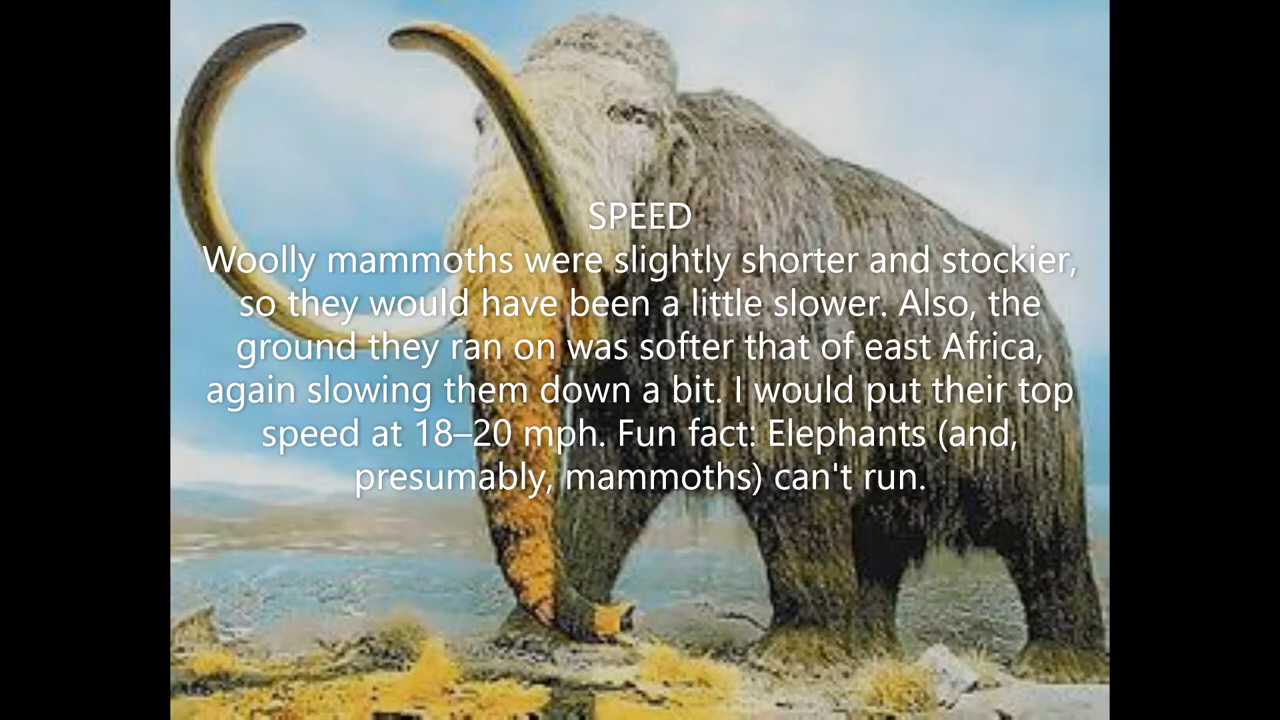 SPEED
Woolly mammoths were slightly shorter and stockier,
so they would have been a little slower. Also, the
ground they ran on was softer that of east Africa,
again slowing them down a bit. I would put their top
speed at 18–20 mph. Fun fact: Elephants (and,
presumably, mammoths) can't run.